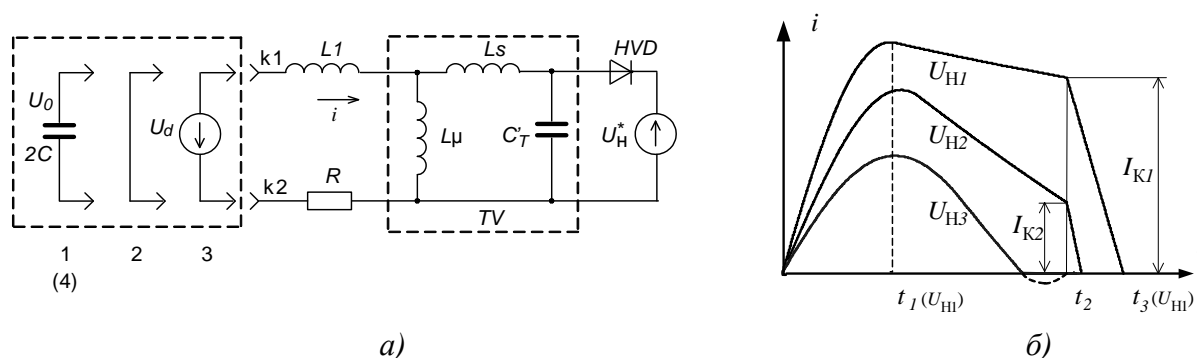 k1
L1
Ls
HVD
U0
2C
Ud
i
Lμ
C'T
U*Н
k2
R
TV
1
(4)
2
3
а)
i
UН1
UН2
UН3
IК1
IК2
t1 (UН1)
t2
t3 (UН1)
б)